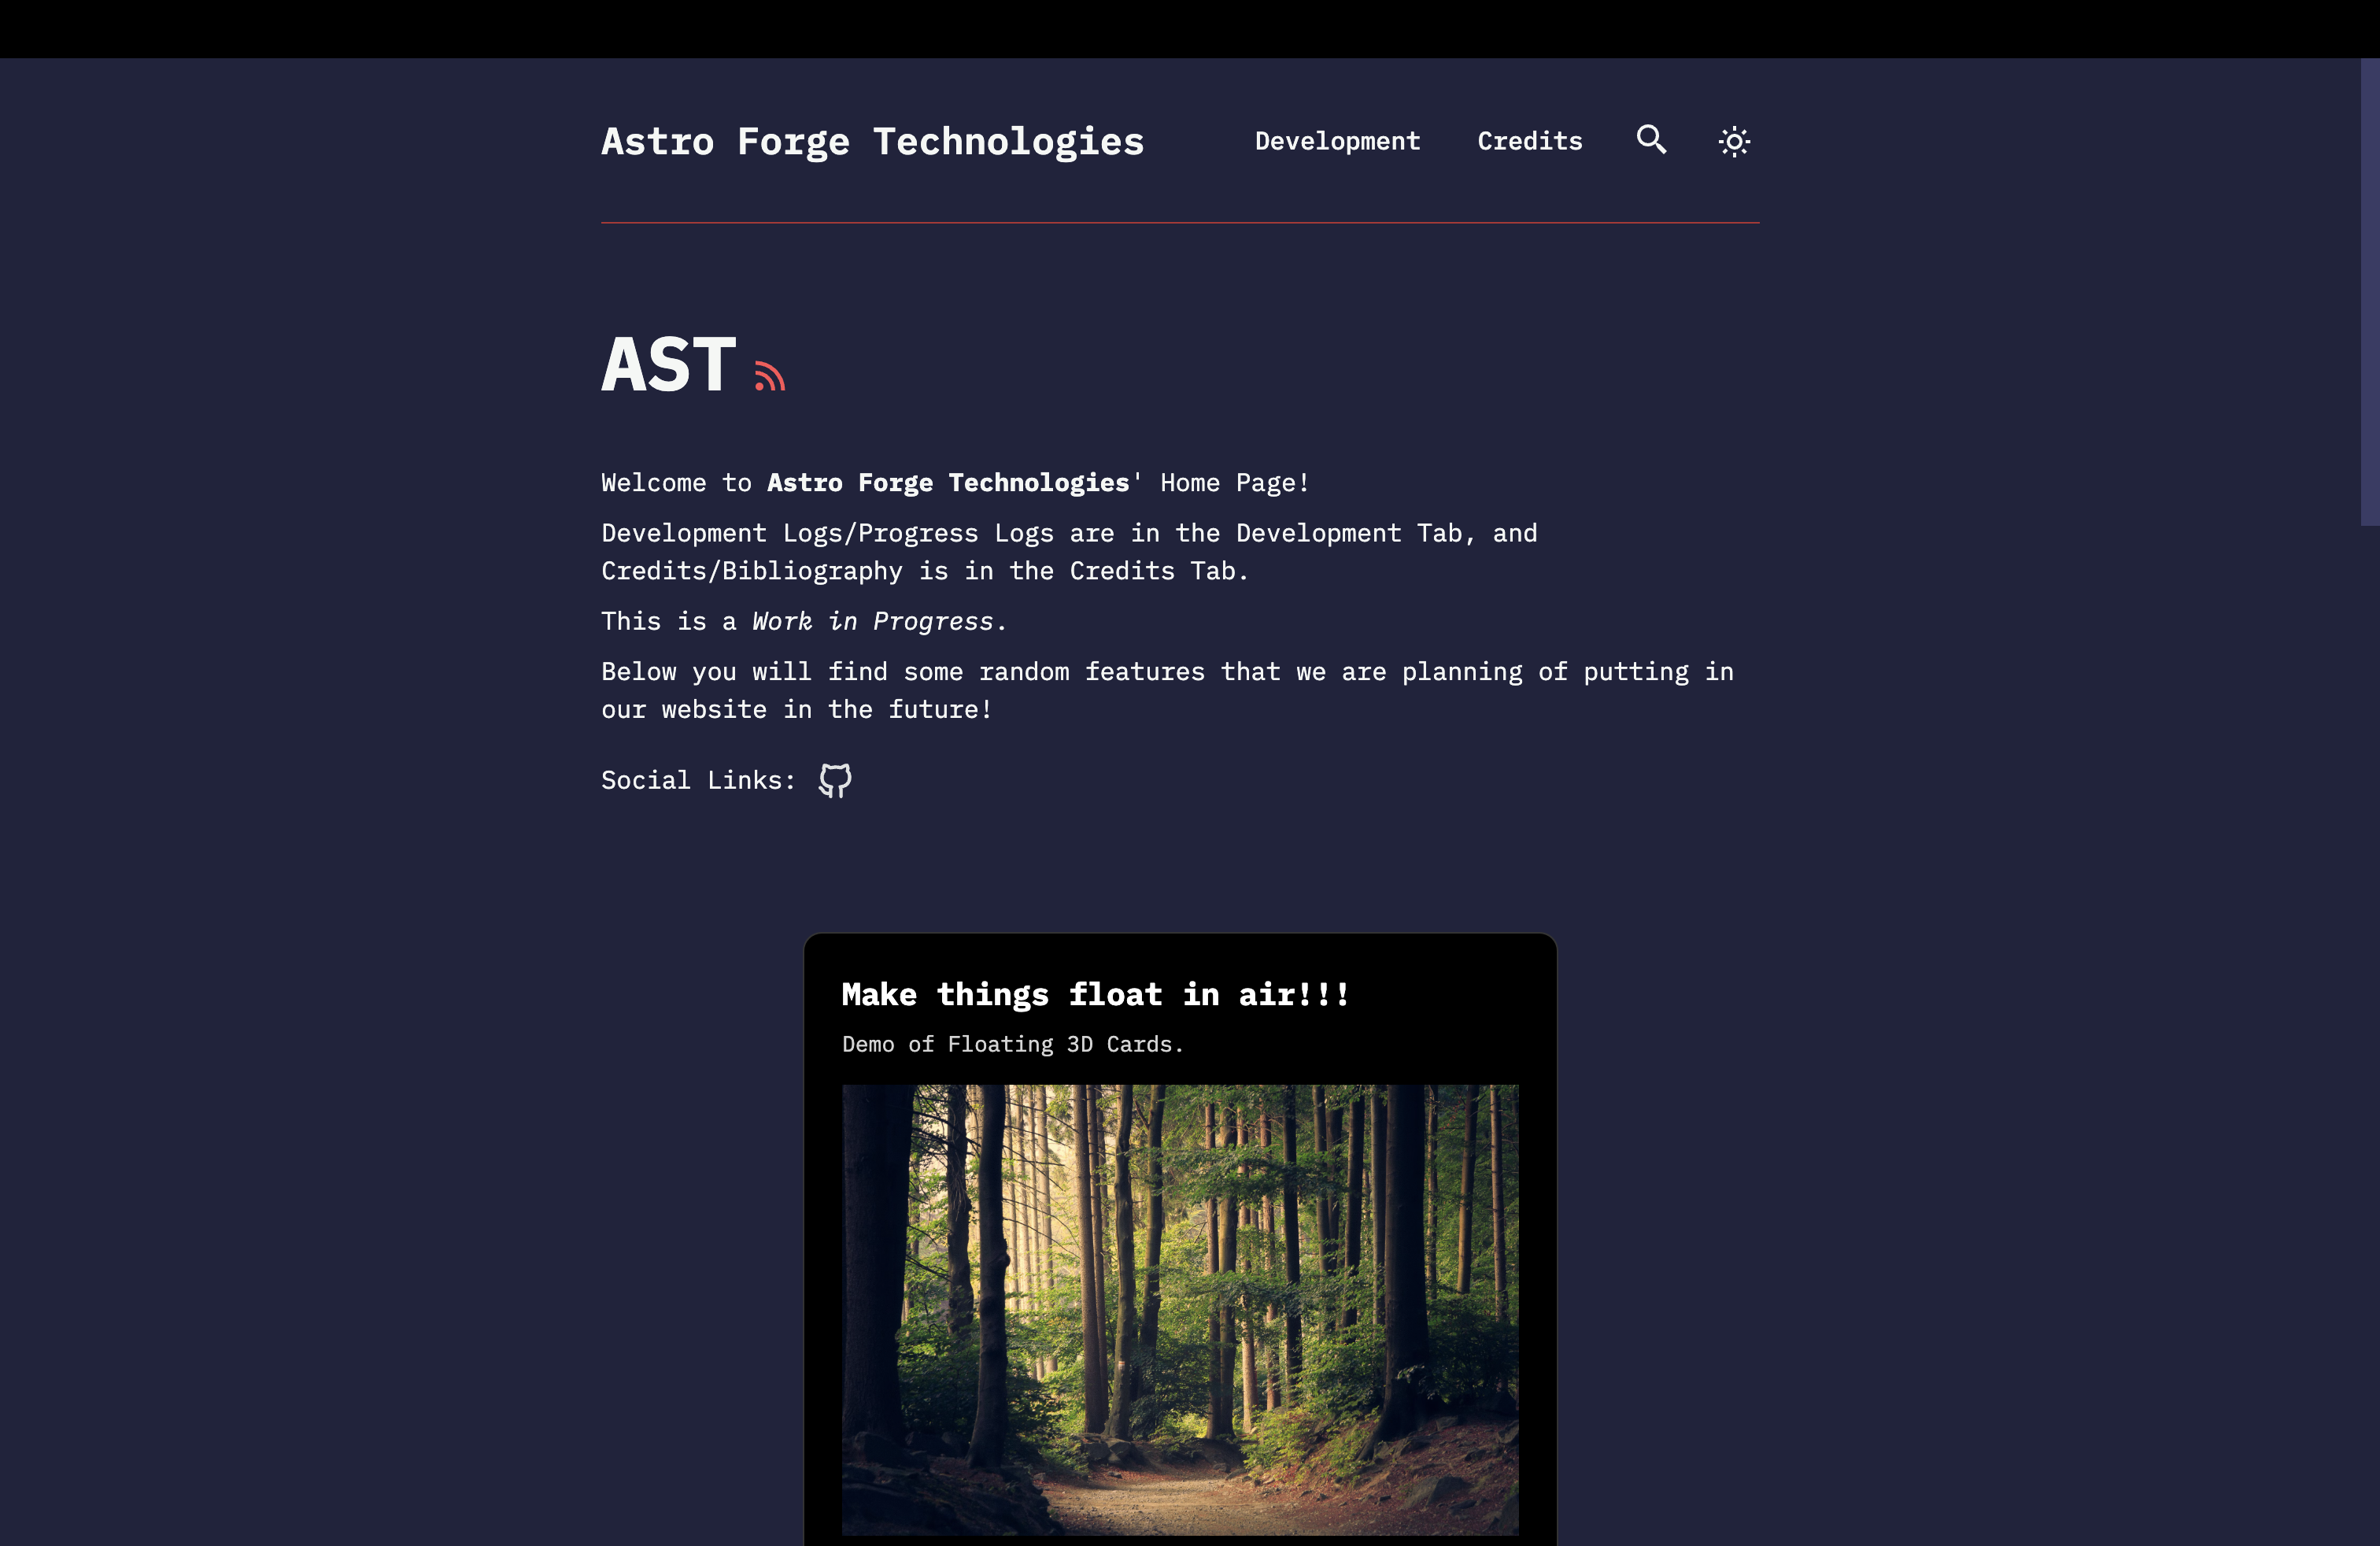 Astro Forge Technologies Development Credits
AST
Welcome to Astro Forge Technologies' Home Page!
Development Logs/Progress Logs are in the Development Tab, and
Credits/Bibliography is in the Credits Tab.
This is a Work in Progress.
Below you will find some random features that we are planning of putting in
our website in the future!
Social Links:
Make things float in air!!!
Demo of Floating 3D Cards.